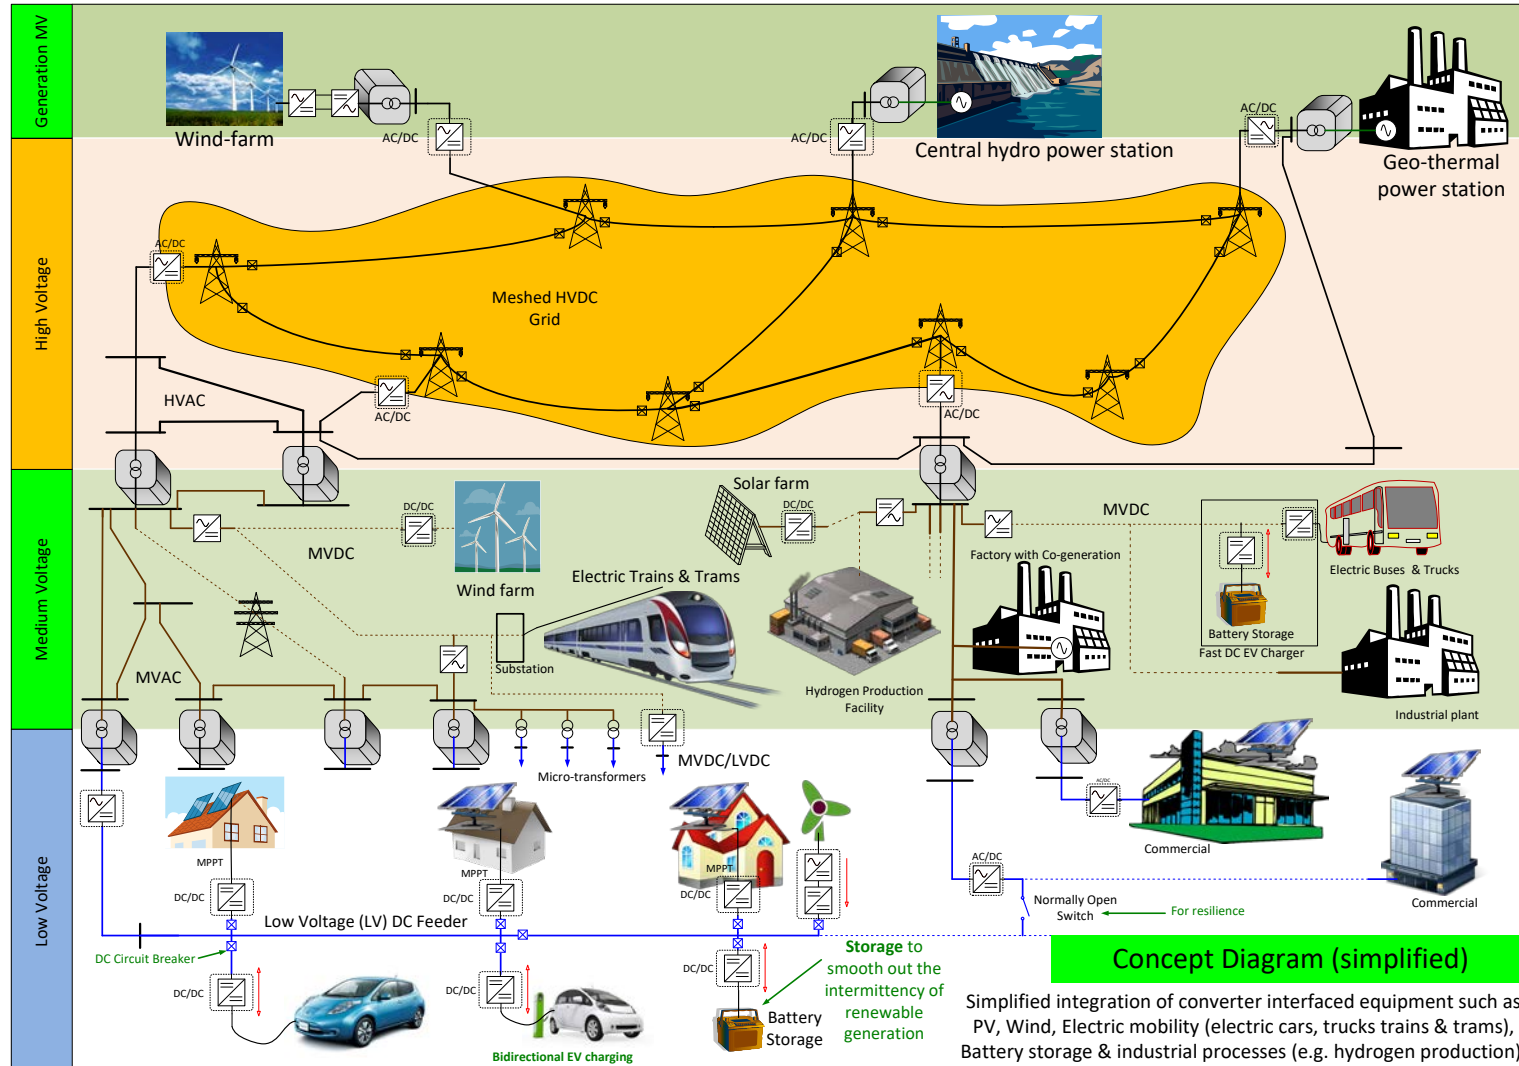 Generation MV
Wind-farm
AC/DC
AC/DC
Central hydro power station
AC/DC
Geo-thermal
power station
High Voltage
AC/DC
Meshed HVDC
Grid
HVAC
AC/DC
AC/DC
Medium Voltage
MVDC
DC/DC
Wind farm
Solar farm
DC/DC
MVDC
Factory with Co-generation
Electric Buses & Trucks
Electric Trains & Trams
Battery Storage
Fast DC EV Charger
Substation
MVAC
Hydrogen Production
Facility
Industrial plant
Low Voltage
Micro-transformers
MVDC/LVDC
AC/DC
Commercial
MPPT
MPPT
MPPT
DC/DC
DC/DC
DC/DC
AC/DC
Commercial
Normally Open
Switch
For resilience
Low Voltage (LV) DC Feeder
DC Circuit Breaker
DC/DC
DC/DC
DC/DC
Storage to
smooth out the
intermittency of
renewable
generation
Battery
Storage
Bidirectional EV charging
Concept Diagram (simplified)
Simplified integration of converter interfaced equipment such as
PV, Wind, Electric mobility (electric cars, trucks trains & trams),
Battery storage & industrial processes (e.g. hydrogen production)